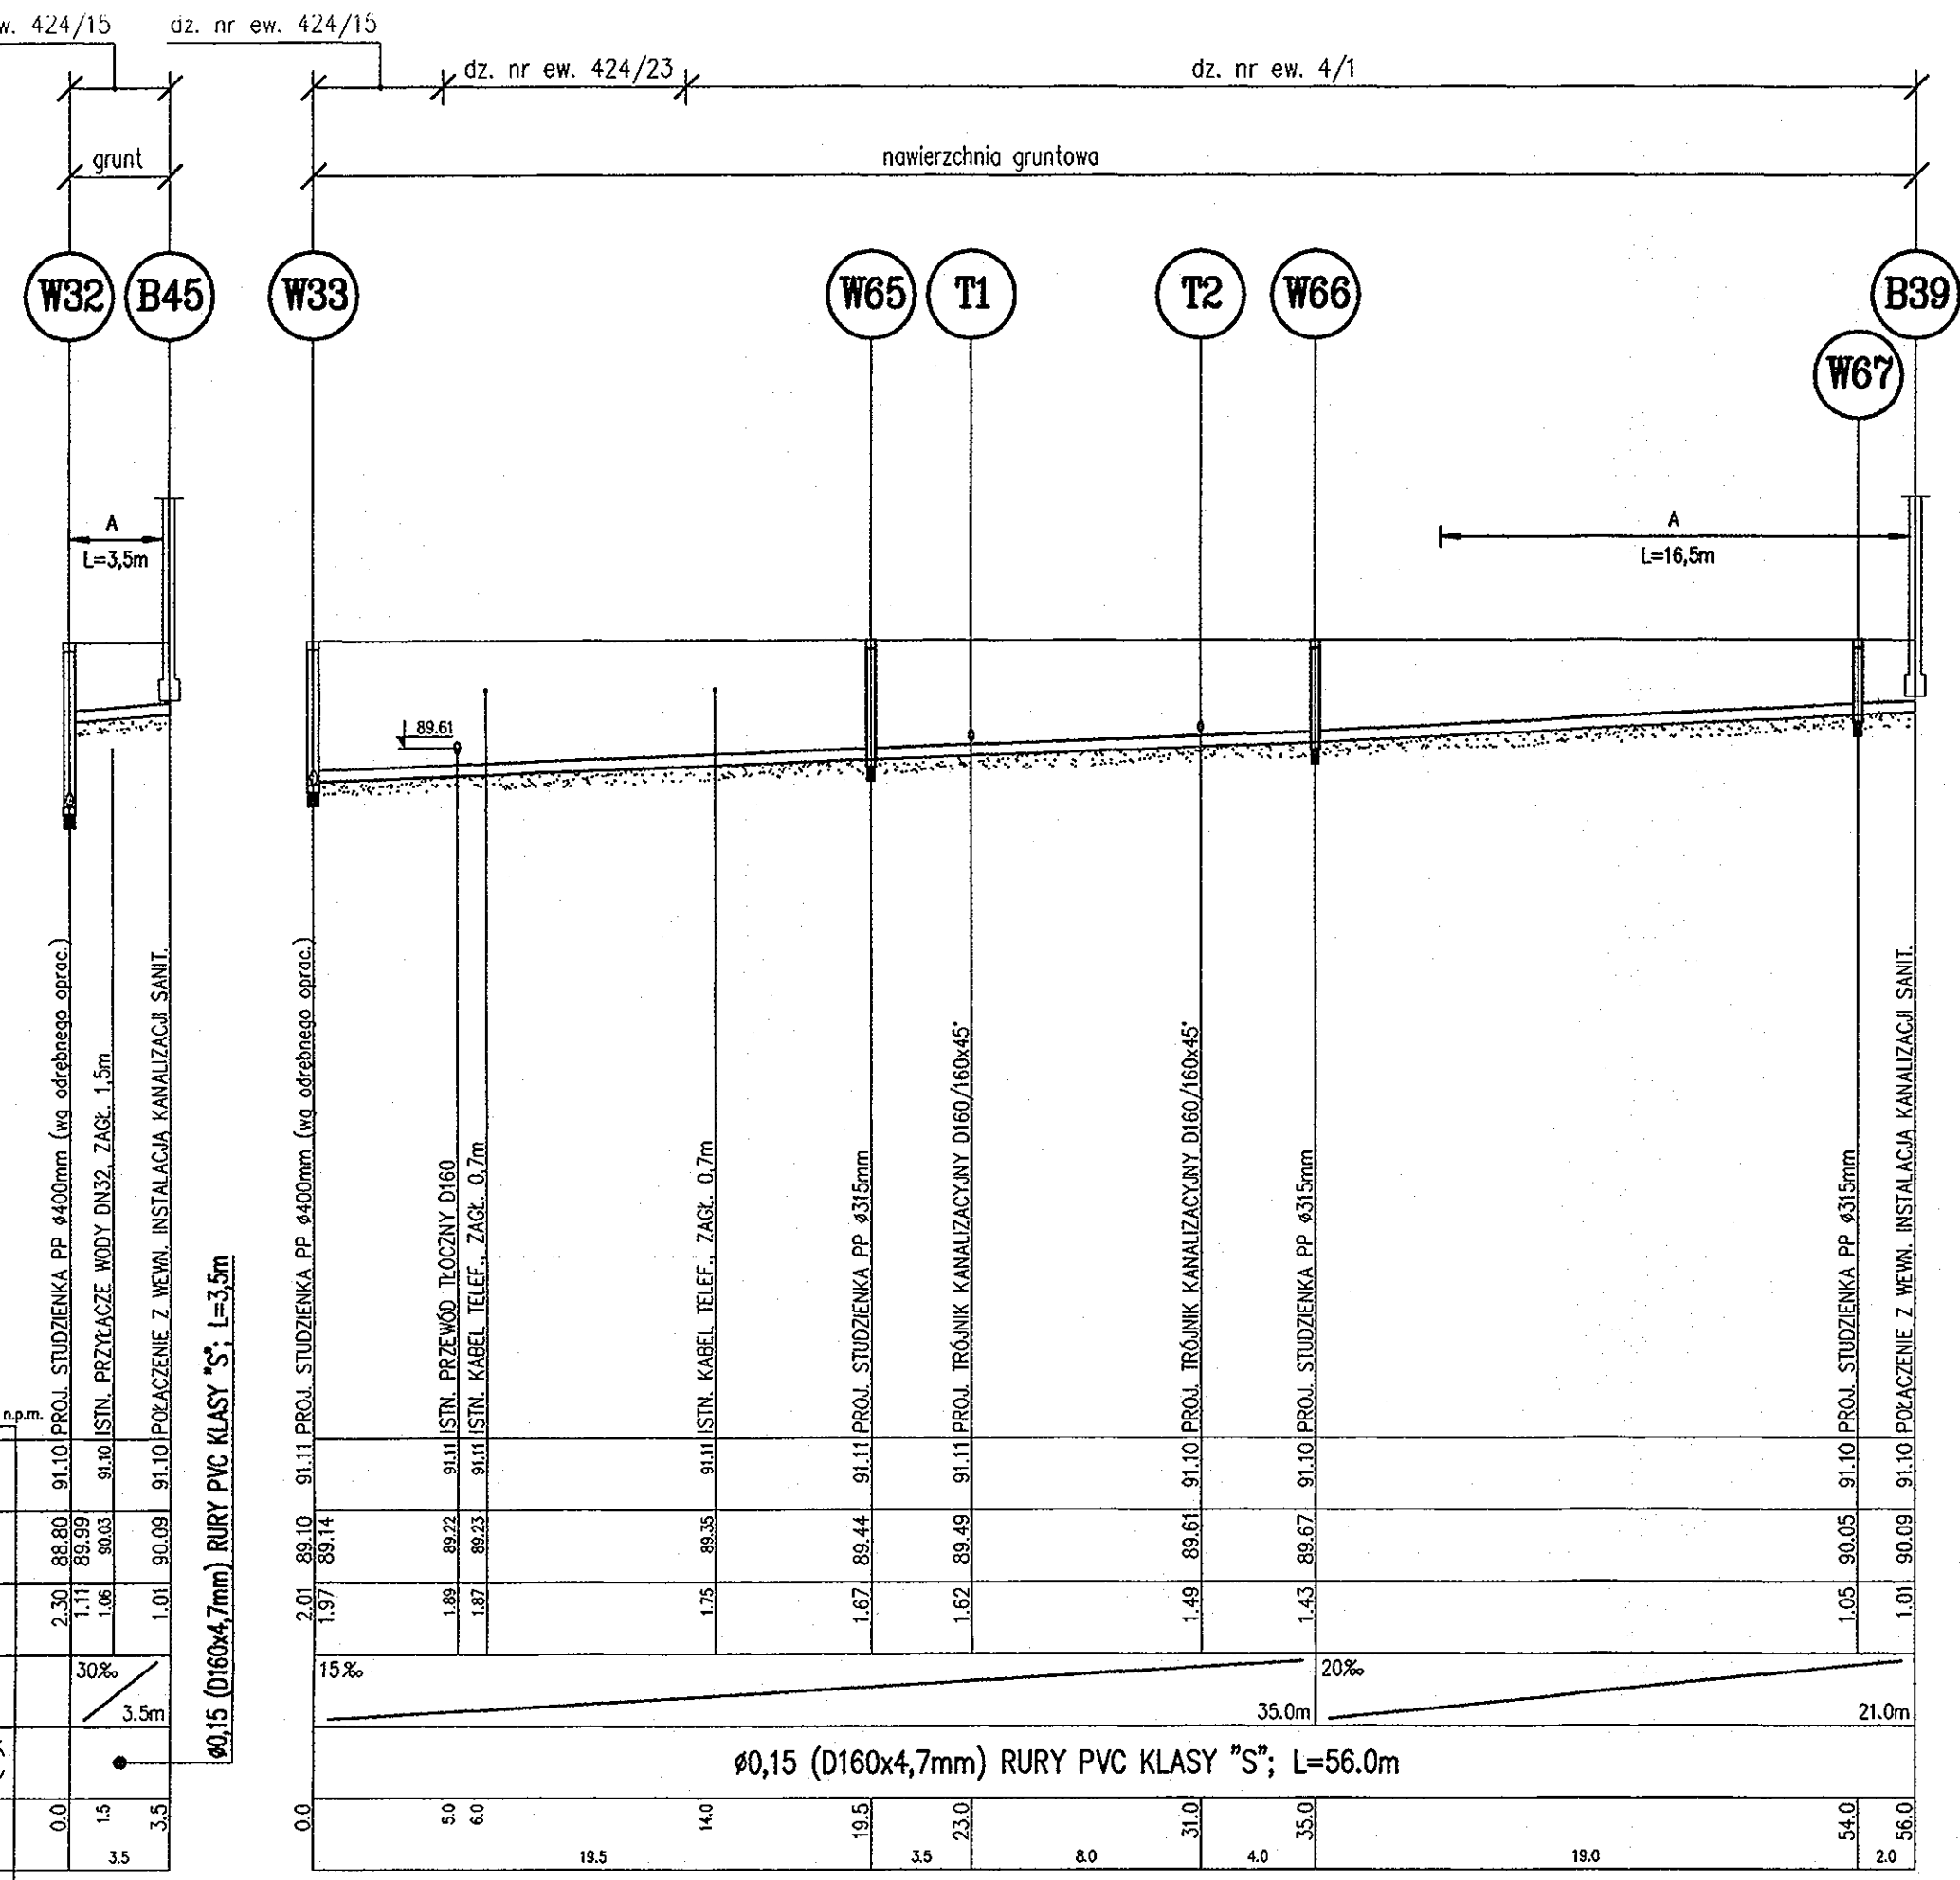 w. 424/15
dz. nr ew. 424/15
dz. nr ew. 424/23
dz. nr ew. 4/1
grunt
nawierzchnia gruntowa
W32
B45
W33
W65
T1
T2
W66
W67
B39
A
L=3,5m
A
L=16,5m
89.61
PROJ. STUDZIENKA PP ø400mm (wg odrebnego oprac.)
ISTN. PRZYŁĄCZE WODY DN32, ZAGŁ. 1,5m
POŁĄCZENIE Z WEWN. INSTALACJĄ KANALIZACJI SANIT.
ø0,15 (D160x4,7mm) RURY PVC KLASY "S"; L=3,5m
PROJ. STUDZIENKA PP ø400mm (wg odrebnego oprac.)
ISTN. PRZEWÓD TŁOCZNY D160
ISTN. KABEL TELEF., ZAGŁ. 0,7m
ISTN. KABEL TELEF., ZAGŁ. 0,7m
PROJ. STUDZIENKA PP ø315mm
PROJ. TRÓJNIK KANALIZACYJNY D160/160x45°
PROJ. TRÓJNIK KANALIZACYJNY D160/160x45°
PROJ. STUDZIENKA PP ø315mm
PROJ. STUDZIENKA PP ø315mm
POŁĄCZENIE Z WEWN. INSTALACJĄ KANALIZACJI SANIT.
n.p.m.
91.10 91.10 91.10 91.11 91.11 91.11 91.11 91.11 91.11 91.10 91.10 91.10 91.10
88.80 89.99 90.03 90.09 89.10 89.14 89.22 89.23 89.35 89.44 89.49 89.61 89.67 90.05 90.09
2.30 1.11 1.06 1.01 2.01 1.97 1.89 1.87 1.75 1.67 1.62 1.49 1.43 1.05 1.01
30‰ 15‰ 20‰
3.5m 35.0m 21.0m
ø0,15 (D160x4,7mm) RURY PVC KLASY "S"; L=56.0m
0.0 1.5 3.5 0.0 5.0 6.0 14.0 19.5 23.0 31.0 35.0 54.0 56.0
3.5 19.5 3.5 8.0 4.0 19.0 2.0